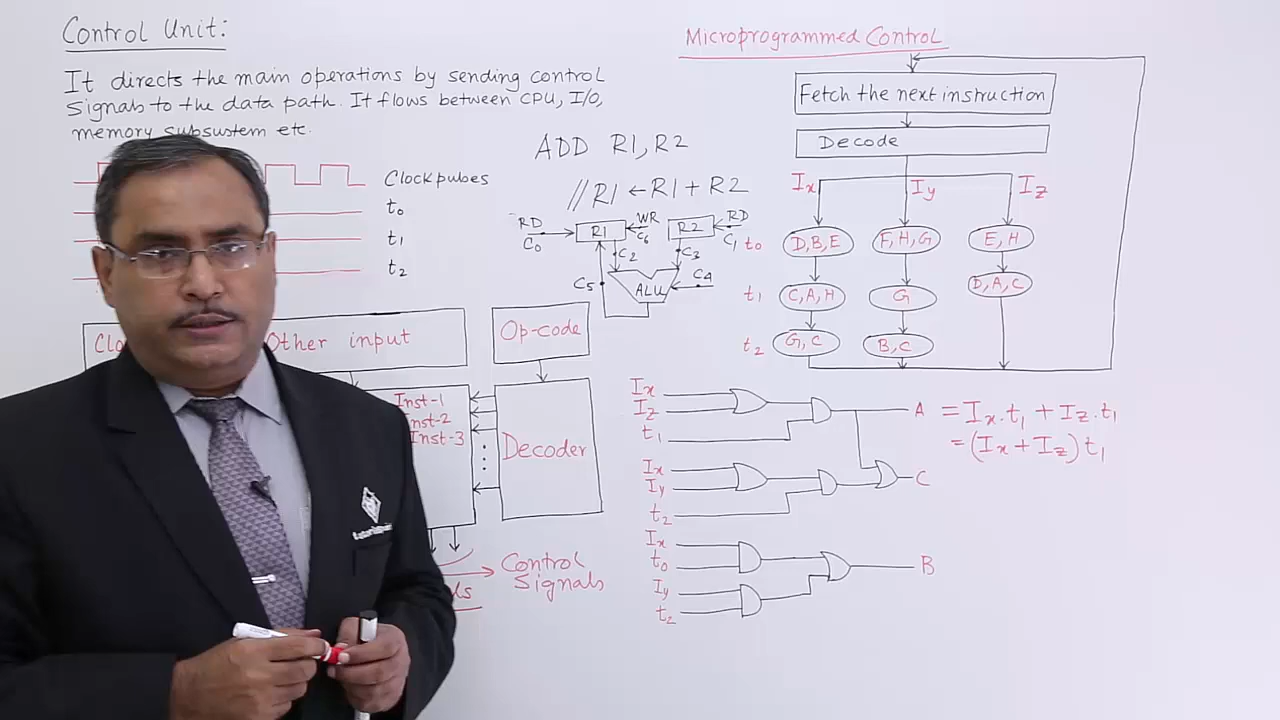 Control Unit:
It directs the main operations by sending control
signals to the data path. It flows between CPU, I/O,
memory subsustem etc.
Clockpubes
t0
t1
t2
ADD R1, R2
//R1 ← R1 + R2
RD
C0
R1
WR
C6
R2
RD
C1
C2
C3
C5
ALU
C4
Other input
Op-code
Inst-1
Inst-2
Inst-3
Decoder
Control
Signals
Microprogrammed Control
Fetch the next instruction
Decode
Ix Iy Iz
t0 D,B,E F,H,G E,H
t1 C,A,H G D,A,C
t2 G,C B,C
Ix
Iz
t1
A = Ix.t1 + Iz.t1
= (Ix + Iz) t1
Ix
Iy
t2
C
Ix
t0
Iy
t2
B